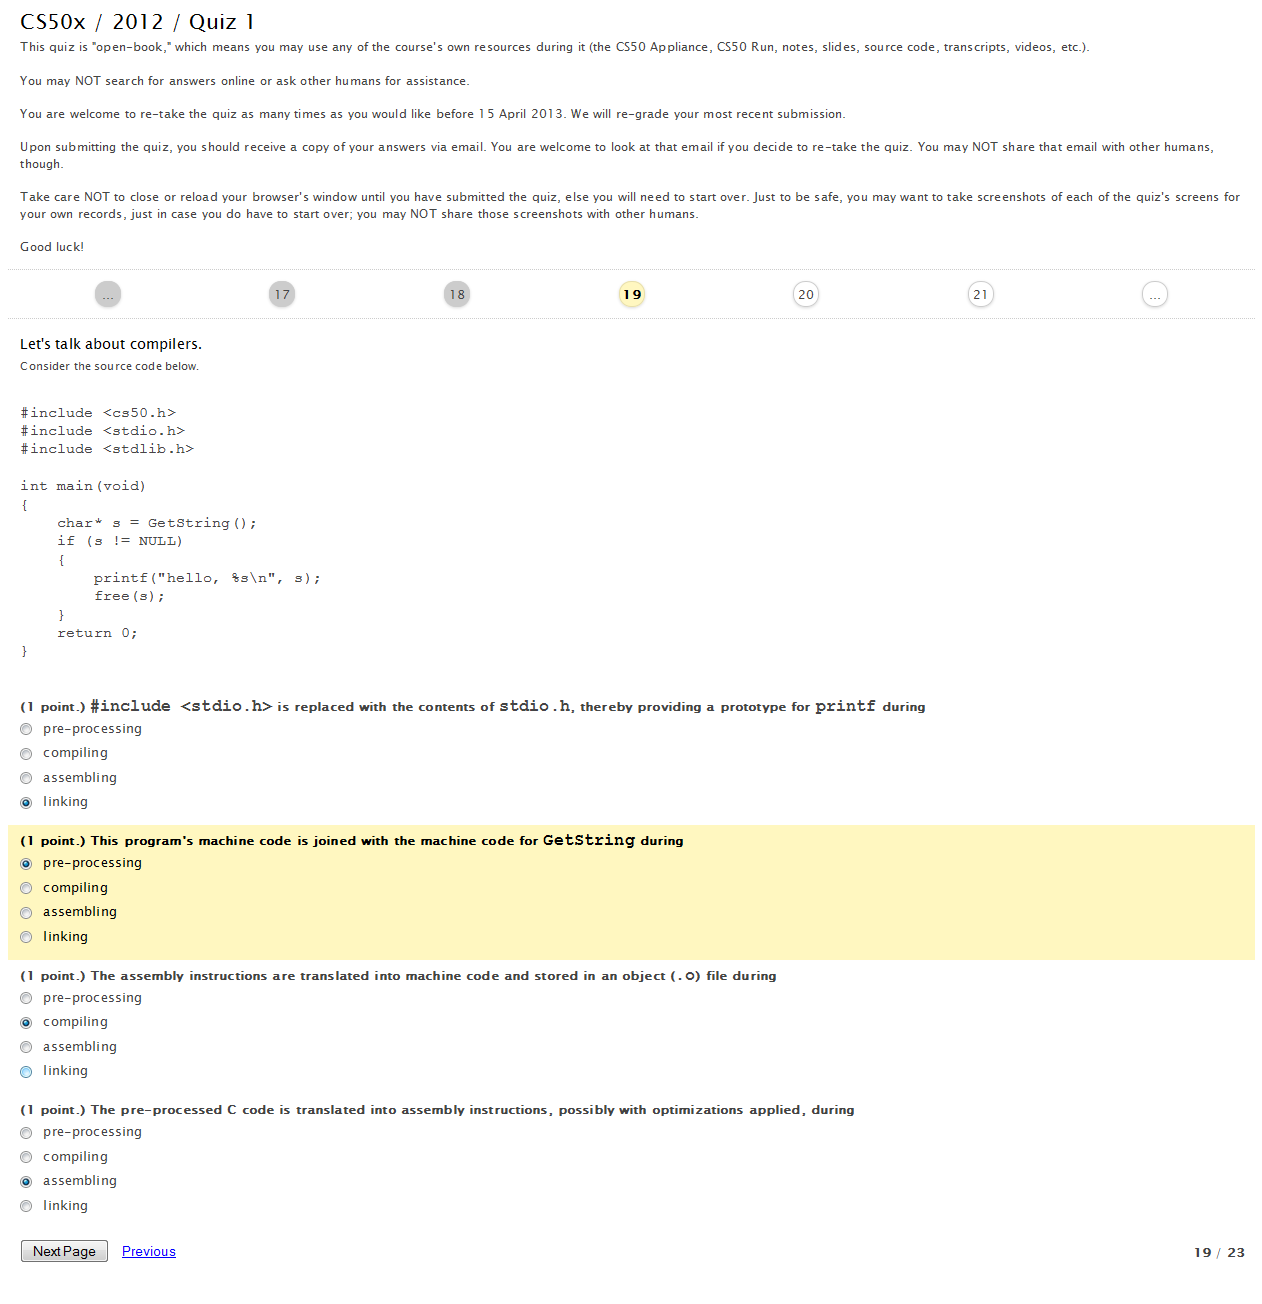 CS50x / 2012 / Quiz 1
This quiz is "open-book," which means you may use any of the course's own resources during it (the CS50 Appliance, CS50 Run, notes, slides, source code, transcripts, videos, etc.).
You may NOT search for answers online or ask other humans for assistance.
You are welcome to re-take the quiz as many times as you would like before 15 April 2013. We will re-grade your most recent submission.
Upon submitting the quiz, you should receive a copy of your answers via email. You are welcome to look at that email if you decide to re-take the quiz. You may NOT share that email with other humans,
though.
Take care NOT to close or reload your browser's window until you have submitted the quiz, else you will need to start over. Just to be safe, you may want to take screenshots of each of the quiz's screens for
your own records, just in case you do have to start over; you may NOT share those screenshots with other humans.
Good luck!
... 17 18 19 20 21 ...
Let's talk about compilers.
Consider the source code below.
#include <cs50.h>
#include <stdio.h>
#include <stdlib.h>
int main(void)
{
    char* s = GetString();
    if (s != NULL)
    {
        printf("hello, %s\n", s);
        free(s);
    }
    return 0;
}
(1 point.) #include <stdio.h> is replaced with the contents of stdio.h, thereby providing a prototype for printf during
pre-processing
compiling
assembling
linking
(1 point.) This program's machine code is joined with the machine code for GetString during
pre-processing
compiling
assembling
linking
(1 point.) The assembly instructions are translated into machine code and stored in an object (.o) file during
pre-processing
compiling
assembling
linking
(1 point.) The pre-processed C code is translated into assembly instructions, possibly with optimizations applied, during
pre-processing
compiling
assembling
linking
Next Page Previous 19 / 23